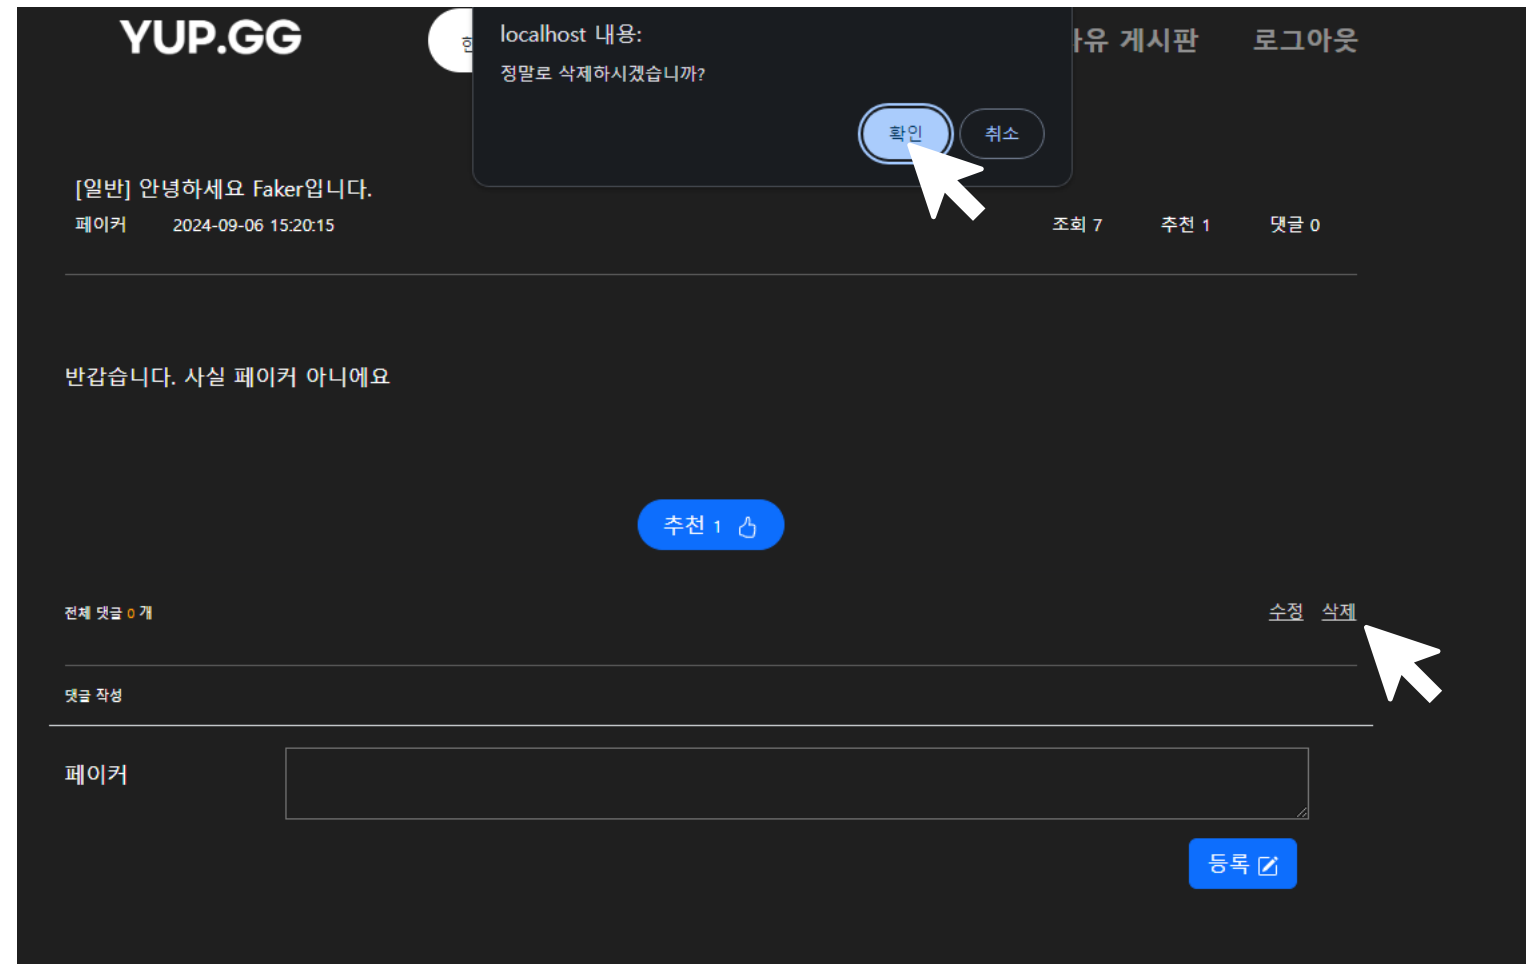 YUP.GG
localhost 내용:
정말로 삭제하시겠습니까?
확인 취소
게시판 로그아웃
[일반] 안녕하세요 Faker입니다.
페이커 2024-09-06 15:20:15 조회 7 추천 1 댓글 0
반갑습니다. 사실 페이커 아니에요
추천 1
전체 댓글 0 개 수정 삭제
댓글 작성
페이커
등록